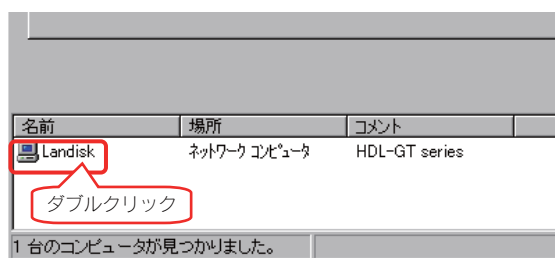 名前 場所 コメント
Landisk ネットワーク コンピュータ HDL-GT series
ダブルクリック
1 台のコンピュータが見つかりました。